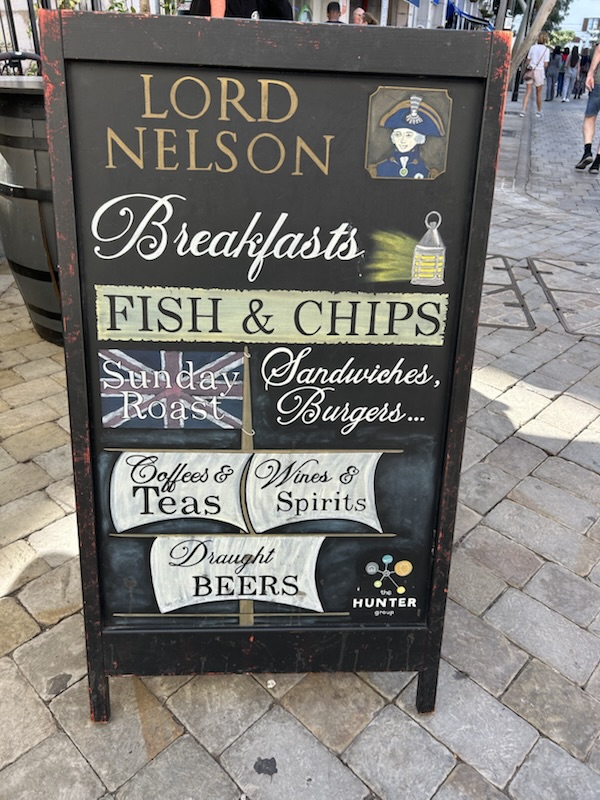 LORD
NELSON
Breakfasts
FISH & CHIPS
Sunday
Roast
Sandwiches,
Burgers...
Coffees &
Teas
Wines &
Spirits
Draught
BEERS
the
HUNTER
group